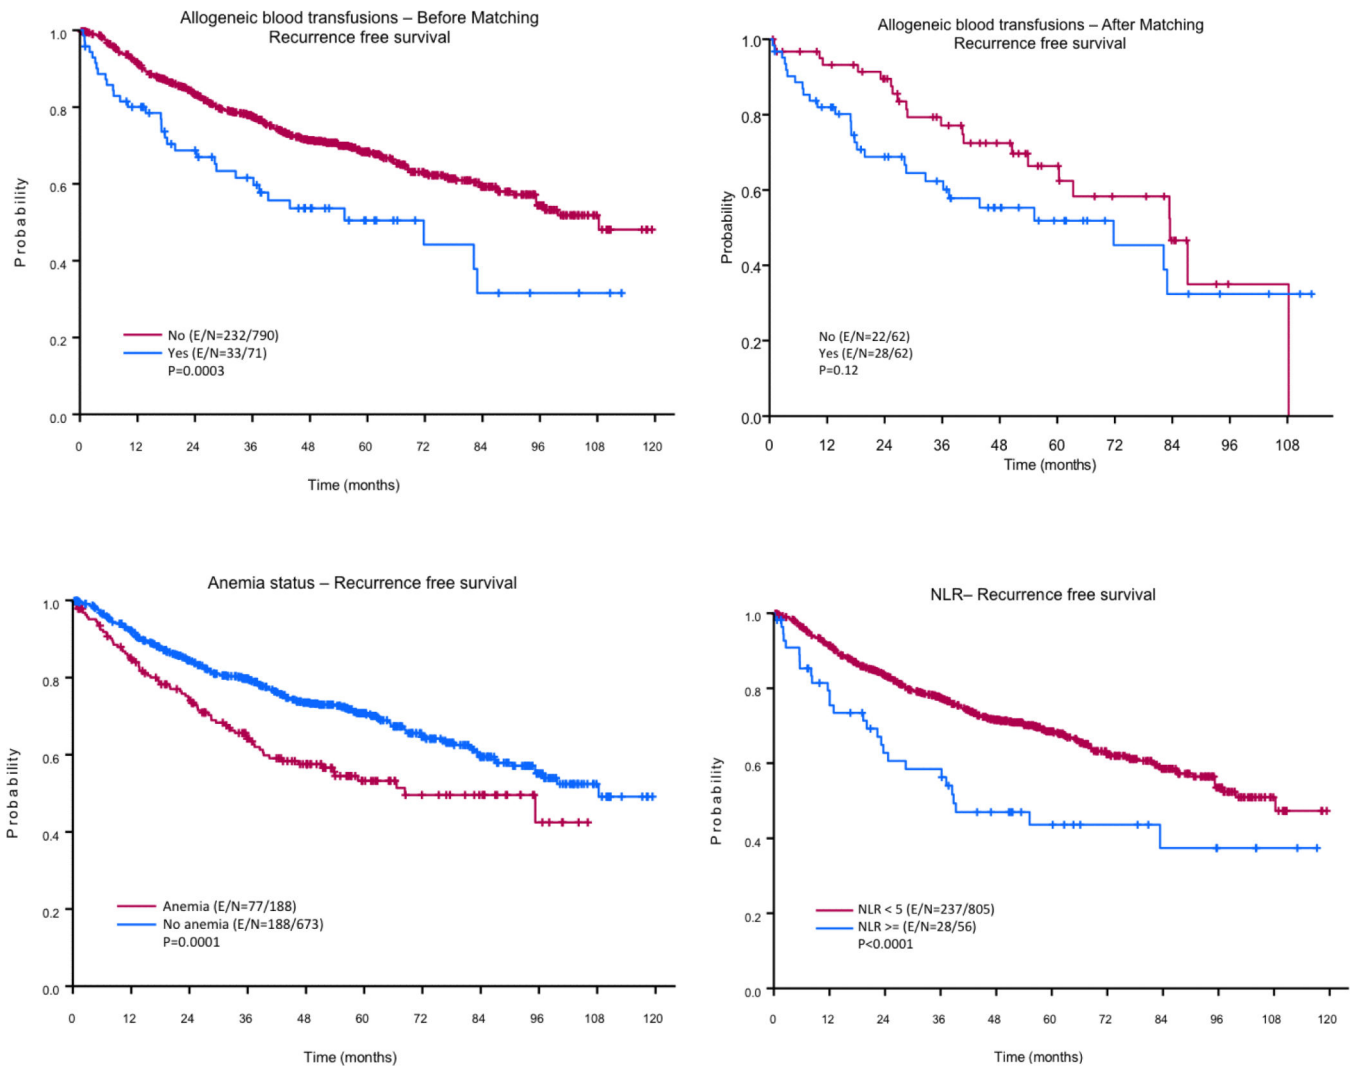 Allogeneic blood transfusions – Before Matching
Recurrence free survival
1.0
0.8
0.6
0.4
0.2
0.0
Probability
No (E/N=232/790)
Yes (E/N=33/71)
P=0.0003
0 12 24 36 48 60 72 84 96 108 120
Time (months)
Allogeneic blood transfusions – After Matching
Recurrence free survival
1.0
0.8
0.6
0.4
0.2
0.0
Probability
No (E/N=22/62)
Yes (E/N=28/62)
P=0.12
0 12 24 36 48 60 72 84 96 108
Time (months)
Anemia status – Recurrence free survival
1.0
0.8
0.6
0.4
0.2
0.0
Probability
Anemia (E/N=77/188)
No anemia (E/N=188/673)
P=0.0001
0 12 24 36 48 60 72 84 96 108 120
Time (months)
NLR– Recurrence free survival
1.0
0.8
0.6
0.4
0.2
0.0
Probability
NLR < 5 (E/N=237/805)
NLR >= (E/N=28/56)
P<0.0001
0 12 24 36 48 60 72 84 96 108 120
Time (months)